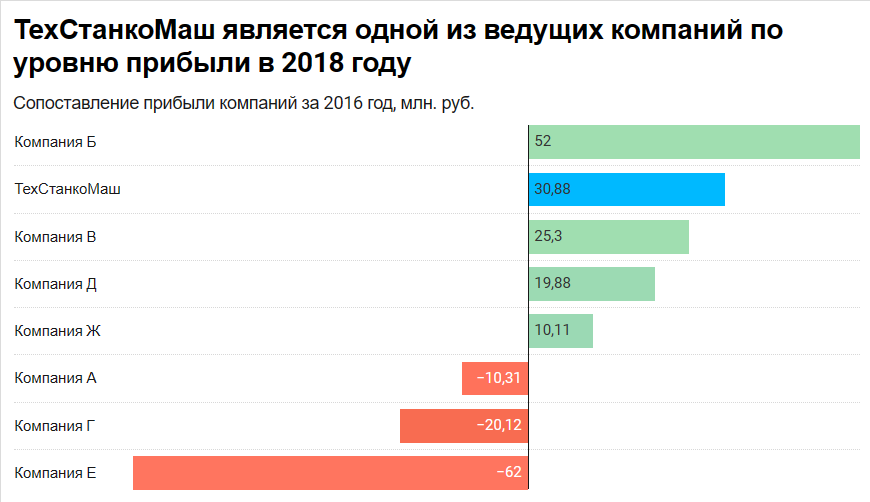 ТехСтанкоМаш является одной из ведущих компаний по
уровню прибыли в 2018 году
Сопоставление прибыли компаний за 2016 год, млн. руб.
Компания Б 52
ТехСтанкоМаш 30,88
Компания В 25,3
Компания Д 19,88
Компания Ж 10,11
Компания А −10,31
Компания Г −20,12
Компания Е −62